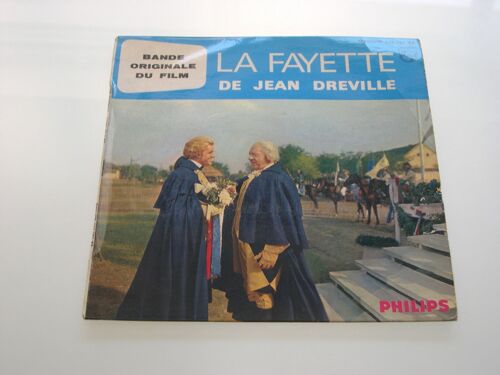 BANDE
ORIGINALE
DU FILM
LA FAYETTE
DE JEAN DREVILLE
PHILIPS